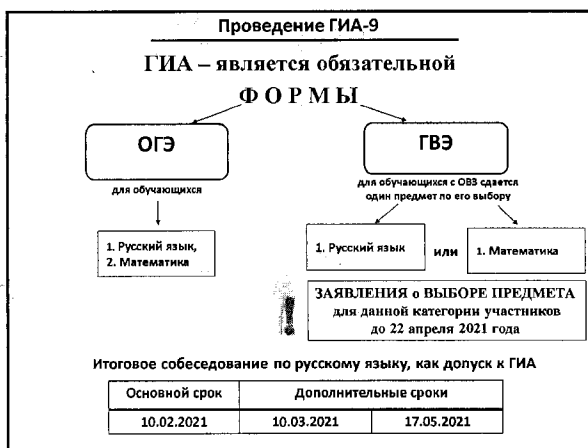 Проведение ГИА-9
ГИА – является обязательной
Ф О Р М Ы
ОГЭ
для обучающихся
1. Русский язык,
2. Математика
ГВЭ
для обучающихся с ОВЗ сдается
один предмет по его выбору
1. Русский язык
или
1. Математика
!
ЗАЯВЛЕНИЯ о ВЫБОРЕ ПРЕДМЕТА
для данной категории участников
до 22 апреля 2021 года
Итоговое собеседование по русскому языку, как допуск к ГИА
Основной срок Дополнительные сроки
10.02.2021 10.03.2021 17.05.2021